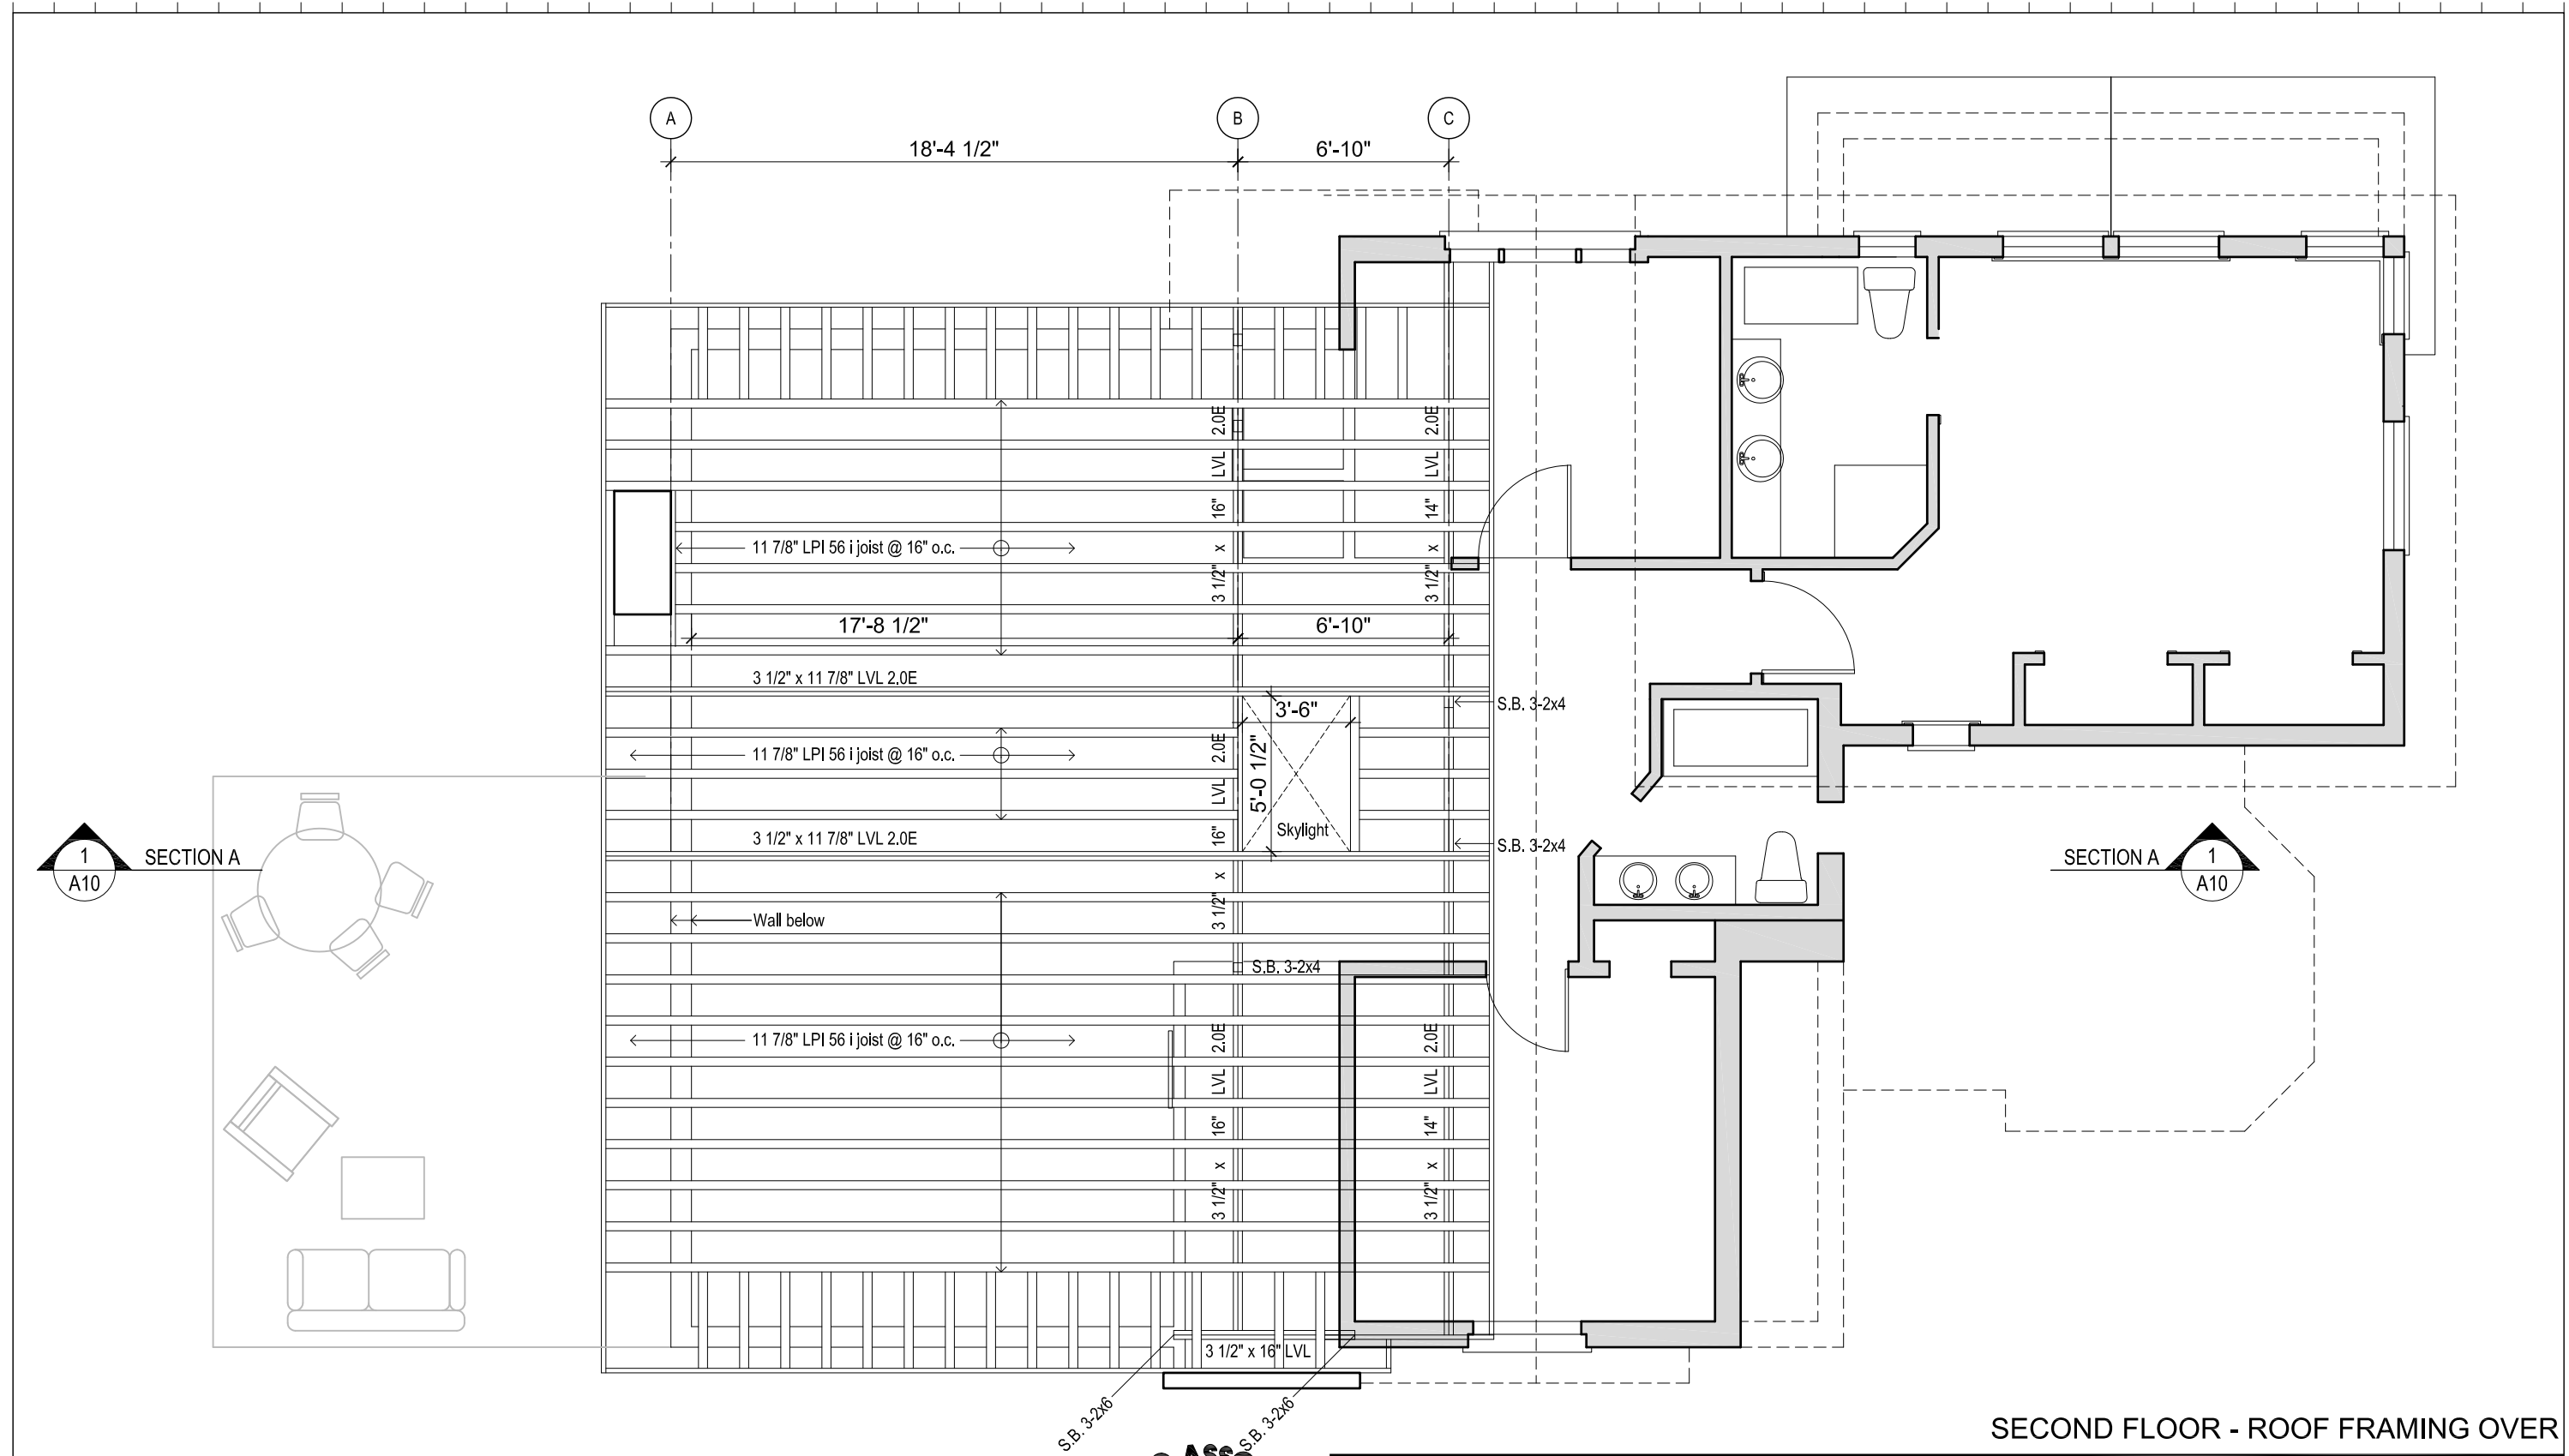 A
B
C
18'-4 1/2"
6'-10"
3 1/2" x 16" LVL 2.0E
3 1/2" x 14" LVL 2.0E
11 7/8" LPI 56 i joist @ 16" o.c.
17'-8 1/2"
6'-10"
3 1/2" x 11 7/8" LVL 2.0E
S.B. 3-2x4
3'-6"
5'-0 1/2"
Skylight
11 7/8" LPI 56 i joist @ 16" o.c.
3 1/2" x 16" LVL 2.0E
3 1/2" x 11 7/8" LVL 2.0E
S.B. 3-2x4
1
A10
SECTION A
SECTION A
1
A10
Wall below
S.B. 3-2x4
11 7/8" LPI 56 i joist @ 16" o.c.
3 1/2" x 16" LVL 2.0E
3 1/2" x 14" LVL 2.0E
3 1/2" x 16" LVL
S.B. 3-2x6
S.B. 3-2x6
SECOND FLOOR - ROOF FRAMING OVER